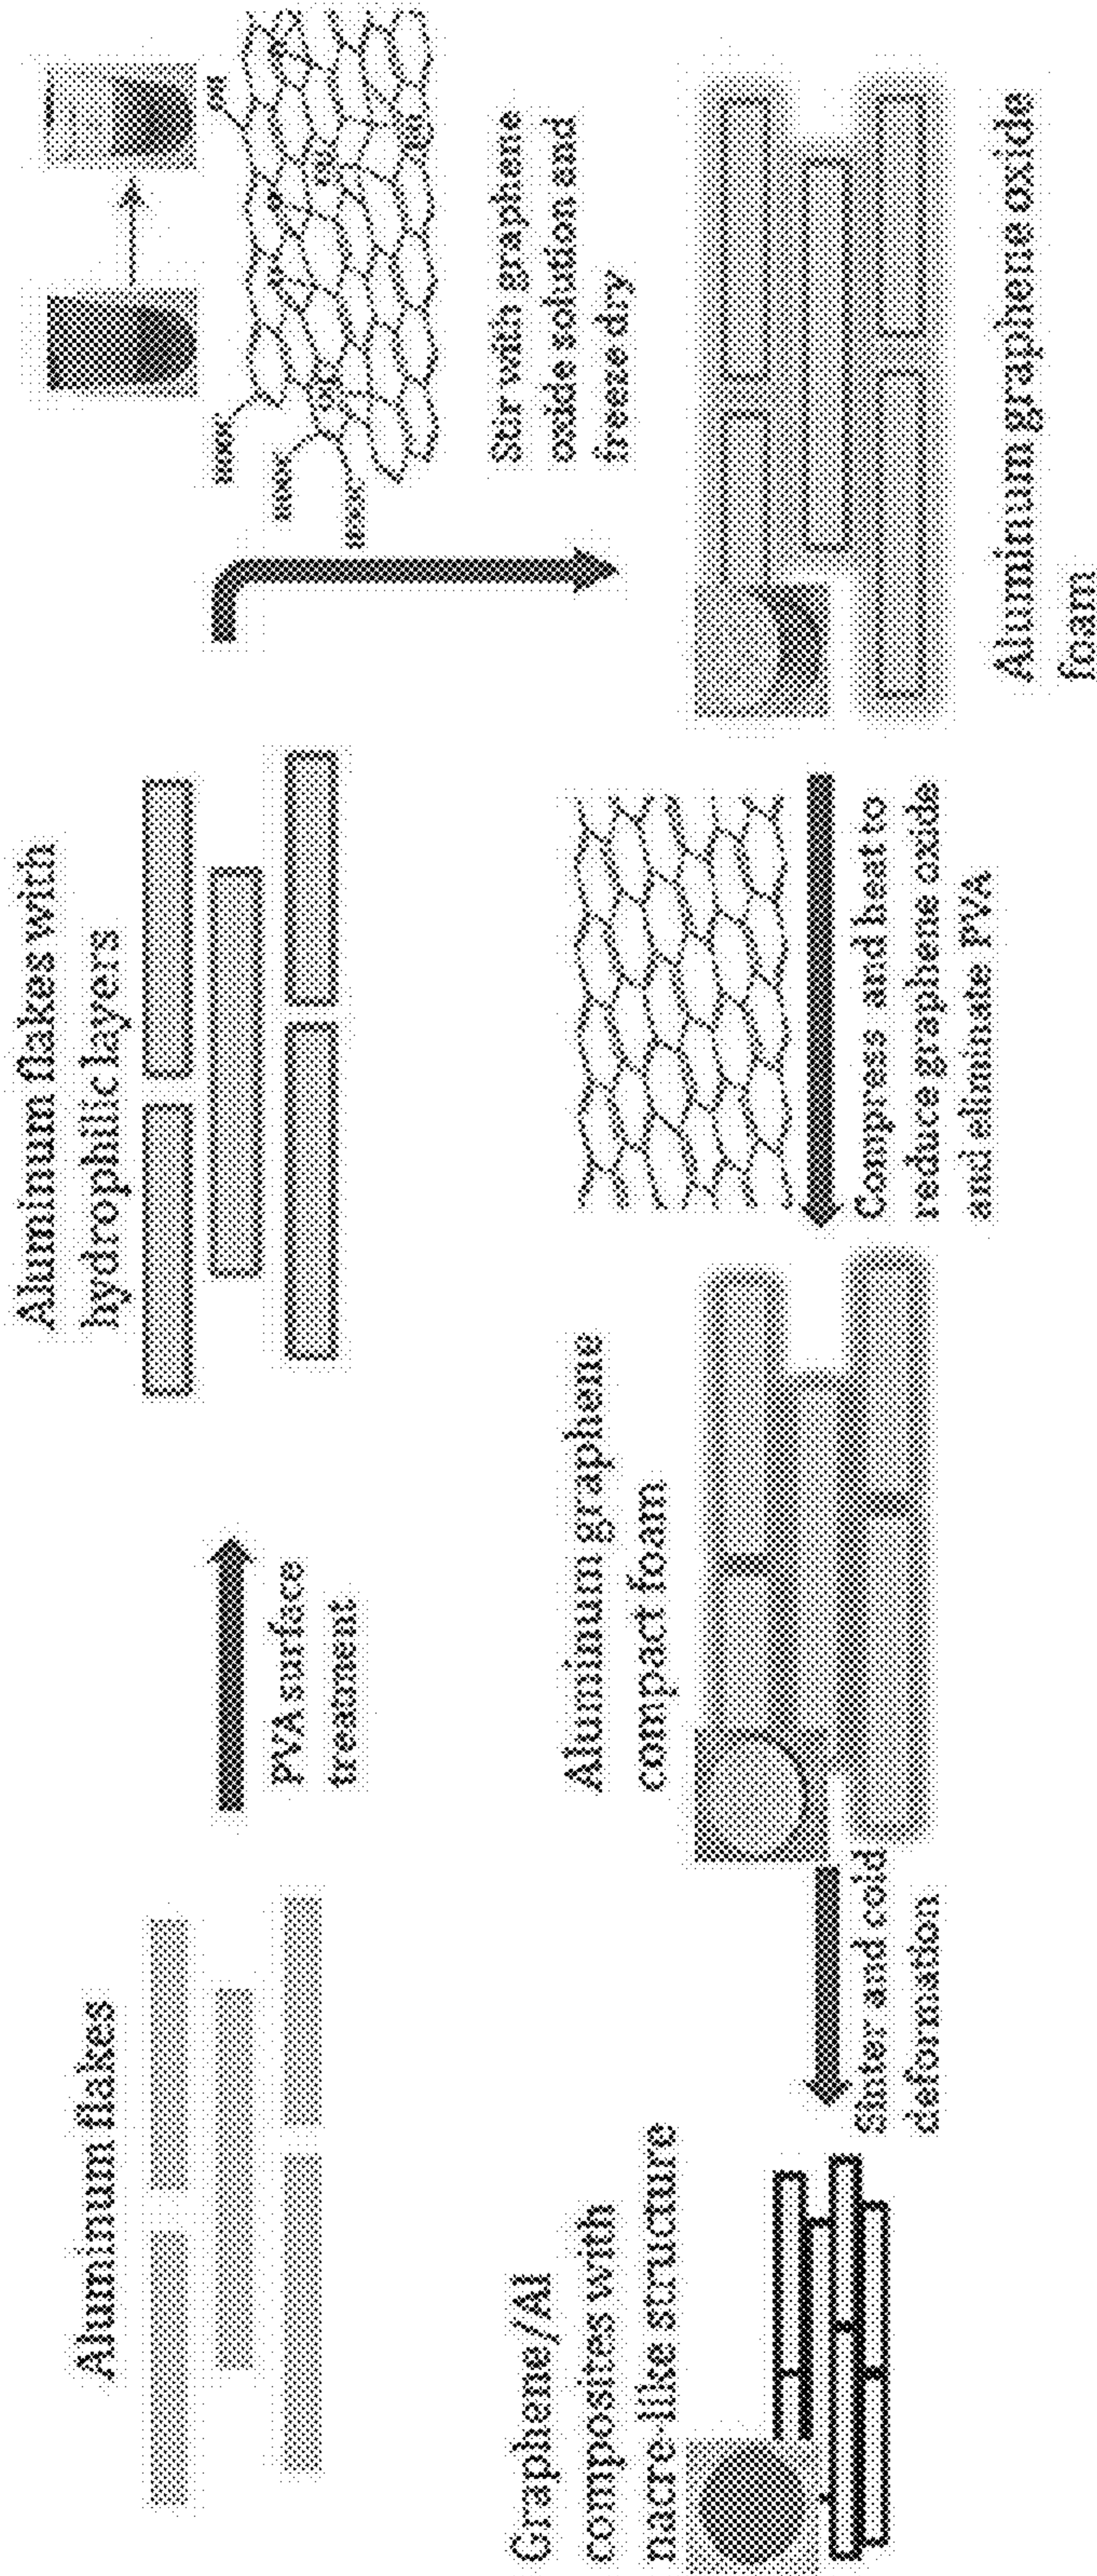 Aluminum flakes
PVA surface
treatment
Aluminum flakes with
hydrophilic layers
Stir with graphene
oxide solution and
freeze dry
Aluminum graphene oxide
foam
Compress and heat to
reduce graphene oxide
and eliminate PVA
Aluminum graphene
compact foam
Sinter and cold
deformation
Graphene/Al
composites with
nacre-like structure